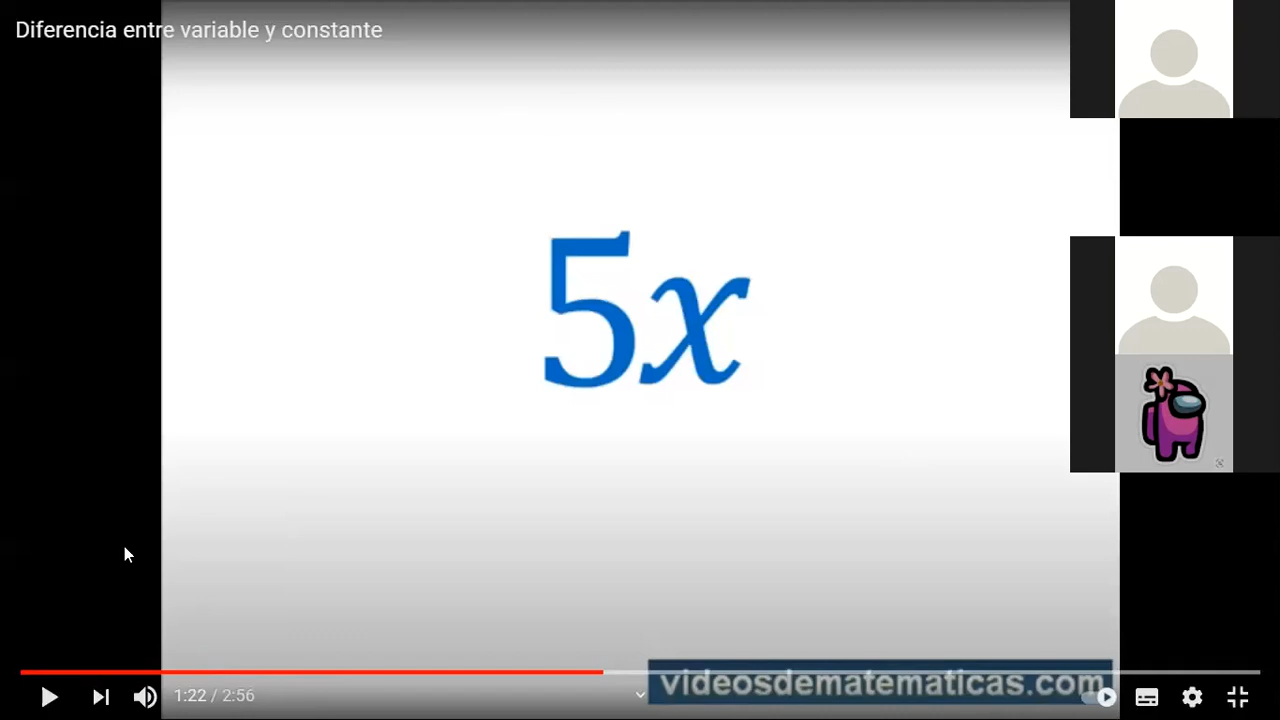 Diferencia entre variable y constante
5x
videosdematematicas.com
1:22 / 2:56